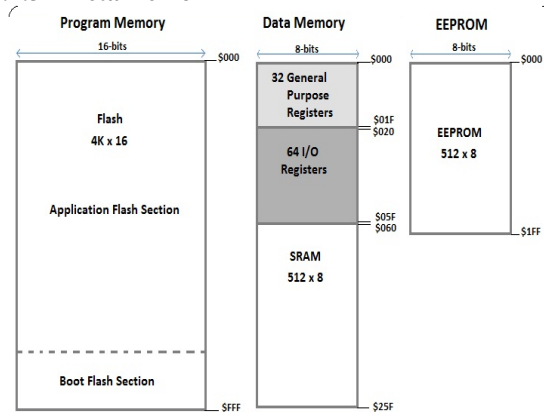 Program Memory
16-bits
$000
Flash
4K x 16
Application Flash Section
Boot Flash Section
$FFF
Data Memory
8-bits
$000
32 General
Purpose
Registers
$01F
$020
64 I/O
Registers
$05F
$060
SRAM
512 x 8
$25F
EEPROM
8-bits
$000
EEPROM
512 x 8
$1FF